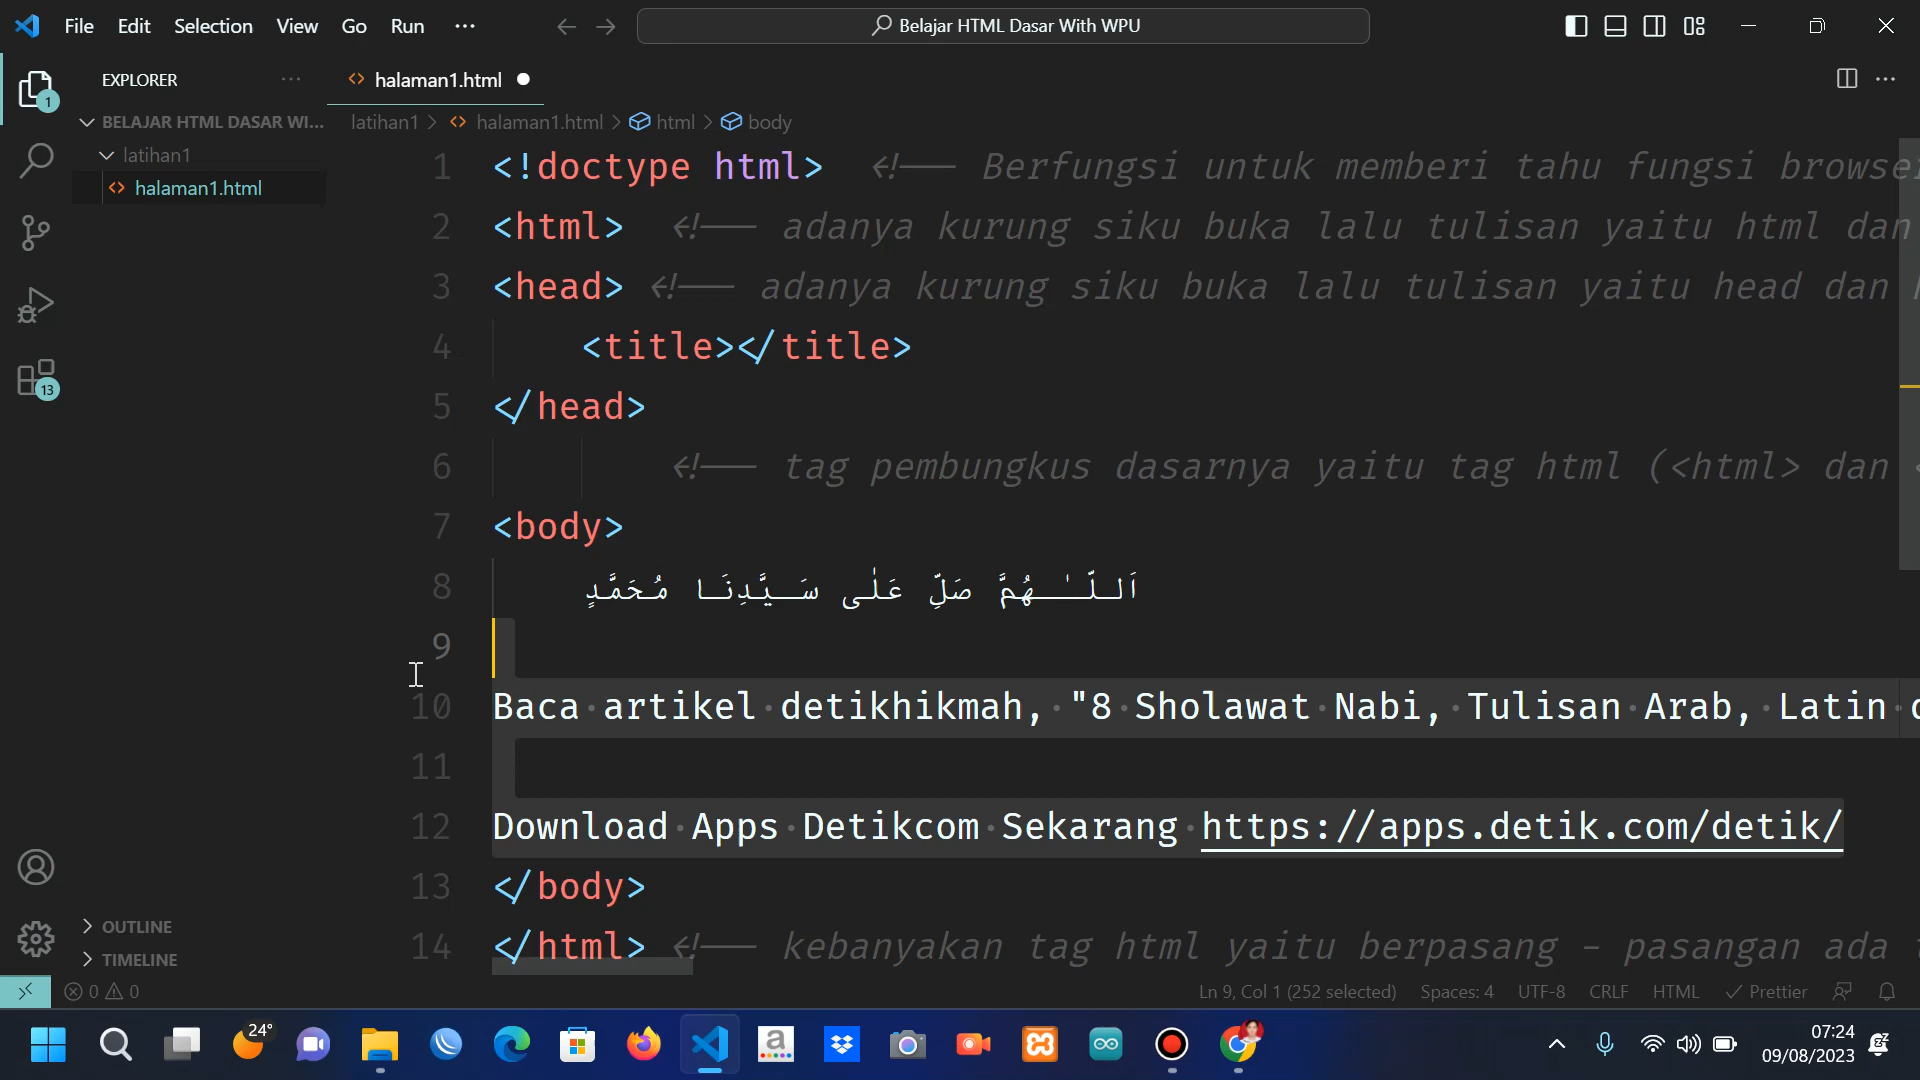 File Edit Selection View Go Run ···
Belajar HTML Dasar With WPU
EXPLORER ···
halaman1.html
1
BELAJAR HTML DASAR WI...
latihan1 > halaman1.html > html > body
latihan1
halaman1.html
1 <!doctype html> <!-- Berfungsi untuk memberi tahu fungsi browse
2 <html> <!-- adanya kurung siku buka lalu tulisan yaitu html dan
3 <head> <!-- adanya kurung siku buka lalu tulisan yaitu head dan
4 <title></title>
5 </head>
6 <!-- tag pembungkus dasarnya yaitu tag html (<html> dan <
7 <body>
8 اَللّٰهُمَّ صَلِّ عَلٰى سَيَّدِنَا مُحَمَّدٍ
9
10 Baca artikel detikhikmah, "8 Sholawat Nabi, Tulisan Arab, Latin
11
12 Download Apps Detikcom Sekarang https://apps.detik.com/detik/
13 </body>
14 </html> <!-- kebanyakan tag html yaitu berpasang - pasangan ada
13
OUTLINE
TIMELINE
0 0
Ln 9, Col 1 (252 selected) Spaces: 4 UTF-8 CRLF HTML Prettier
24°
a
07:24
09/08/2023